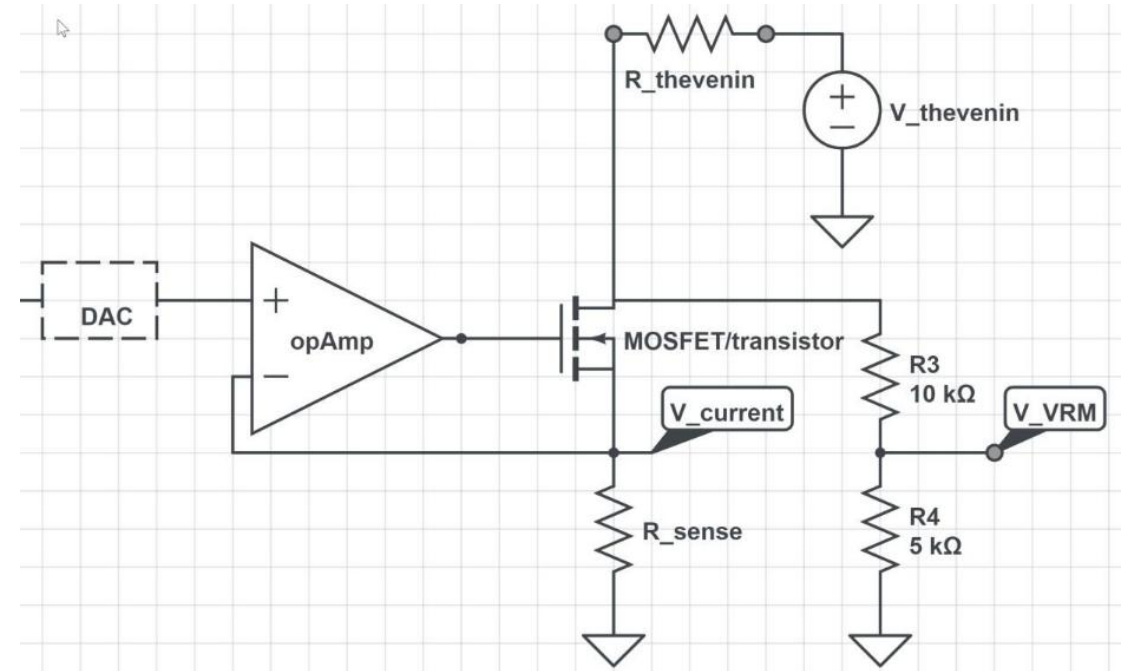 R_thevenin
+
−
V_thevenin
DAC
+
opAmp
−
MOSFET/transistor
R3
10 kΩ
V_current
V_VRM
R_sense
R4
5 kΩ